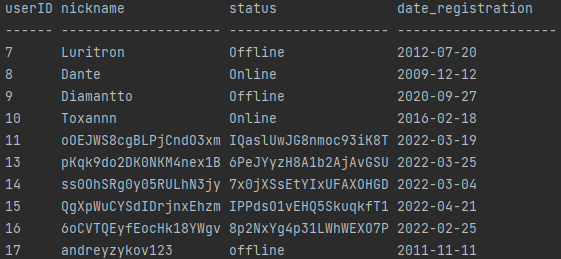 userID nickname status date_registration
------ -------------------- -------------------- --------------------
7 Luritron Offline 2012-07-20
8 Dante Online 2009-12-12
9 Diamantto Offline 2020-09-27
10 Toxannn Online 2016-02-18
11 oOEJWS8cgBLPjCndO3xm IQaslUwJG8nmoc93iK8T 2022-03-19
13 pKqk9do2DK0NKM4nex1B 6PeJYyzH8A1b2AjAvGSU 2022-03-25
14 ss0OhSRg0y05RULhN3jy 7x0jXSsEtYIxUFAXOHGD 2022-03-04
15 QgXpWuCYSdIDrjnxEhzm IPPdsO1vEHQ5SkuqkfT1 2022-04-21
16 6oCVTQEyfEocHk18YWgv 8p2NxYg4p31LWhWEXO7P 2022-02-25
17 andreyzykov123 offline 2011-11-11